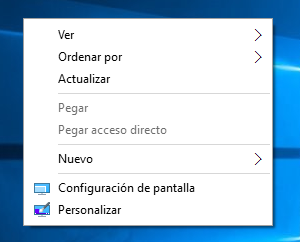 Ver
Ordenar por
Actualizar
Pegar
Pegar acceso directo
Nuevo
Configuración de pantalla
Personalizar